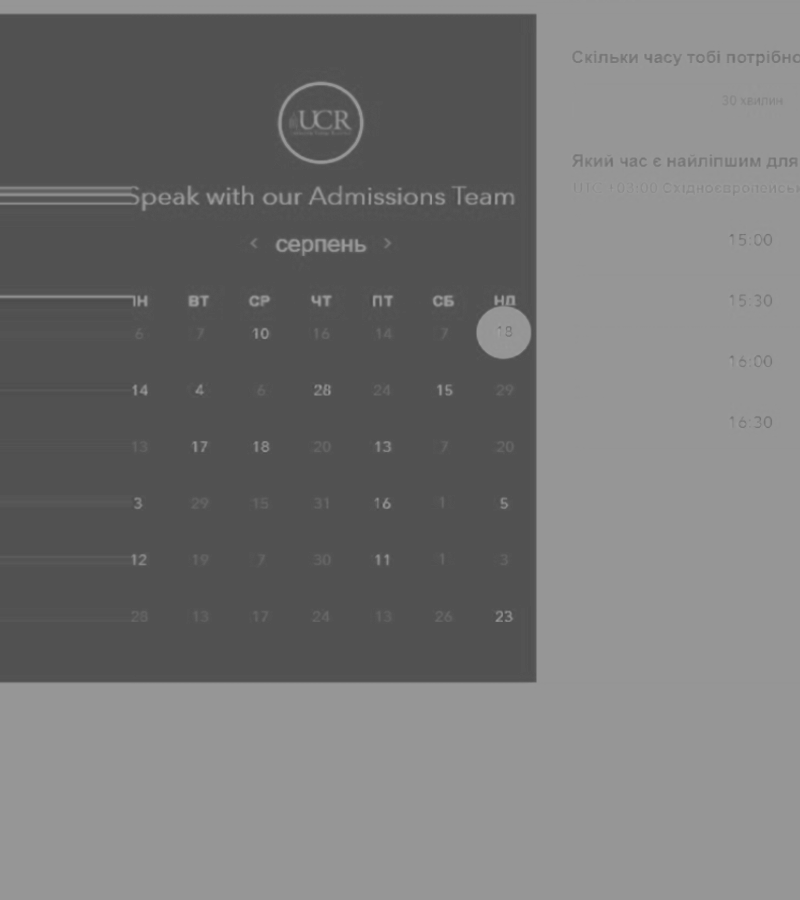 UCR
Speak with our Admissions Team
< серпень >
ПН ВТ СР ЧТ ПТ СБ НД
6 7 10 16 14 7 18
14 4 6 28 24 15 29
13 17 18 20 13 7 20
3 29 15 31 16 1 5
12 19 7 30 11 1 3
28 13 17 24 13 26 23
Скільки часу тобі потрібно
30 хвилин
Який час є найліпшим для
UTC +03:00 Східноєвропейськ
15:00
15:30
16:00
16:30